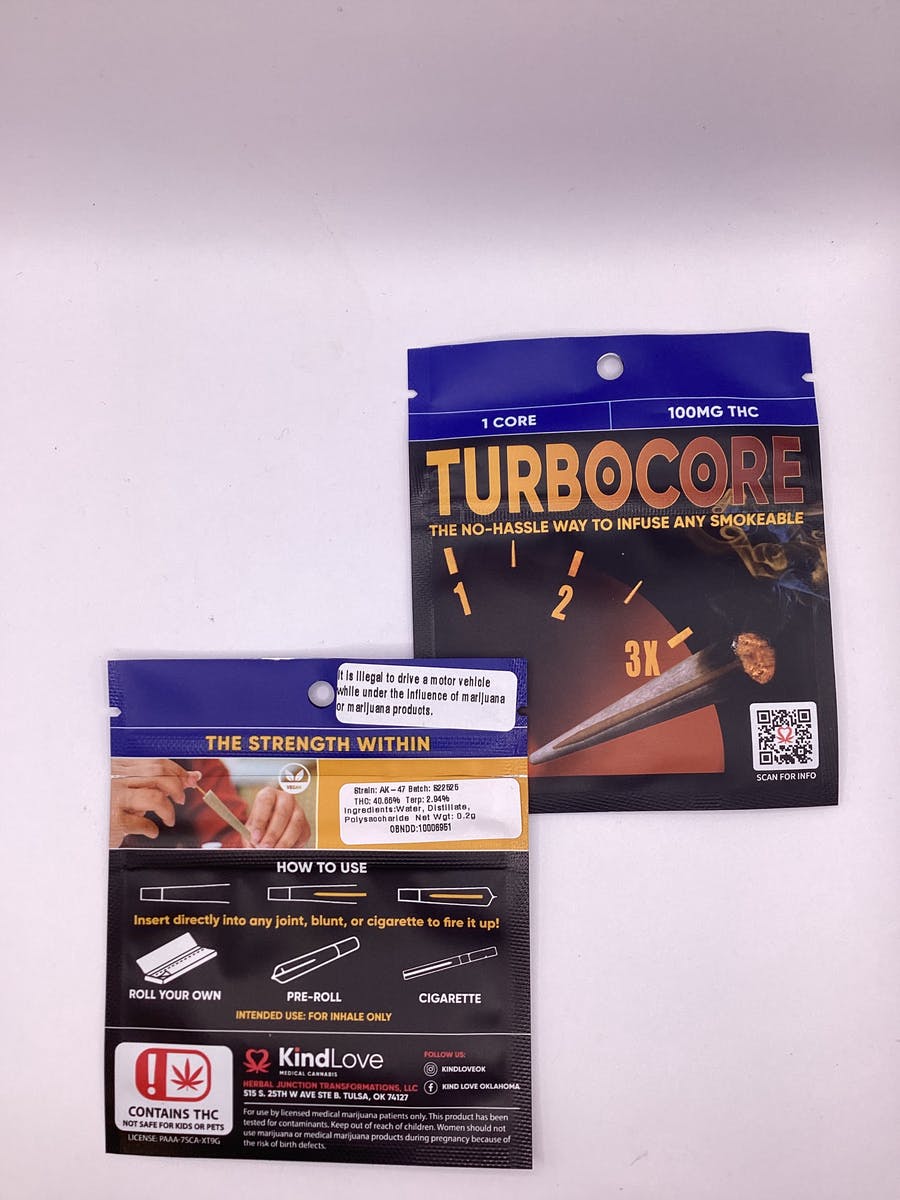 1 CORE
100MG THC
TURBOCORE
THE NO-HASSLE WAY TO INFUSE ANY SMOKEABLE
1
2
3X
SCAN FOR INFO
It is illegal to drive a motor vehicle
while under the influence of marijuana
or marijuana products.
THE STRENGTH WITHIN
VEGAN
Strain: AK-47 Batch: S22525
THC: 40.66% Terp: 2.94%
Ingredients:Water, Distillate,
Polysaccharide Net Wgt: 0.2g
OBNDD:10006951
HOW TO USE
Insert directly into any joint, blunt, or cigarette to fire it up!
ROLL YOUR OWN
PRE-ROLL
CIGARETTE
INTENDED USE: FOR INHALE ONLY
CONTAINS THC
NOT SAFE FOR KIDS OR PETS
LICENSE: PAAA-75CA-XT9G
KindLove
MEDICAL CANNABIS
HERBAL JUNCTION TRANSFORMATIONS, LLC
515 S. 25TH W AVE STE B. TULSA, OK 74127
FOLLOW US:
KINDLOVEOK
KIND LOVE OKLAHOMA
For use by licensed medical marijuana patients only. This product has been
tested for contaminants. Keep out of reach of children. Women should not
use marijuana or medical marijuana products during pregnancy because of
the risk of birth defects.